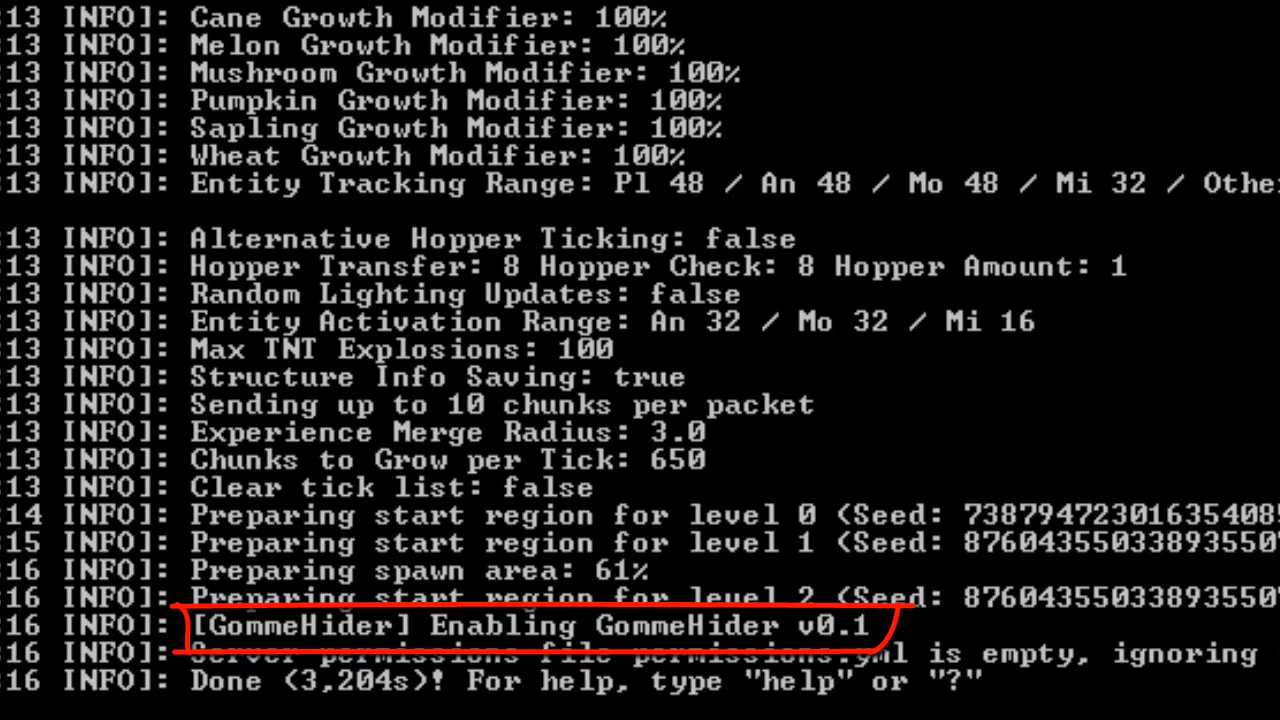 :13 INFO]: Cane Growth Modifier: 100%
:13 INFO]: Melon Growth Modifier: 100%
:13 INFO]: Mushroom Growth Modifier: 100%
:13 INFO]: Pumpkin Growth Modifier: 100%
:13 INFO]: Sapling Growth Modifier: 100%
:13 INFO]: Wheat Growth Modifier: 100%
:13 INFO]: Entity Tracking Range: Pl 48 / An 48 / Mo 48 / Mi 32 / Othe
:13 INFO]: Alternative Hopper Ticking: false
:13 INFO]: Hopper Transfer: 8 Hopper Check: 8 Hopper Amount: 1
:13 INFO]: Random Lighting Updates: false
:13 INFO]: Entity Activation Range: An 32 / Mo 32 / Mi 16
:13 INFO]: Max TNT Explosions: 100
:13 INFO]: Structure Info Saving: true
:13 INFO]: Sending up to 10 chunks per packet
:13 INFO]: Experience Merge Radius: 3.0
:13 INFO]: Chunks to Grow per Tick: 650
:13 INFO]: Clear tick list: false
:14 INFO]: Preparing start region for level 0 (Seed: 73879472301635408
:15 INFO]: Preparing start region for level 1 (Seed: 87604355033893550
:16 INFO]: Preparing spawn area: 61%
:16 INFO]: Preparing start region for level 2 (Seed: 87604355033893550
:16 INFO]: [GommeHider] Enabling GommeHider v0.1
:16 INFO]: Server permissions file permissions.yml is empty, ignoring
:16 INFO]: Done (3,204s)! For help, type "help" or "?"